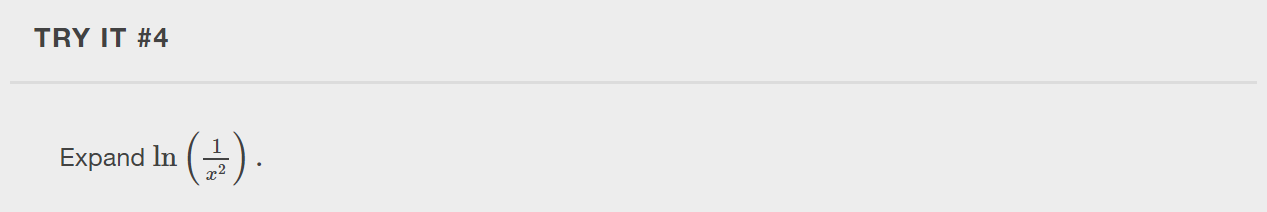 TRY IT #4
Expand ln(1/x²).